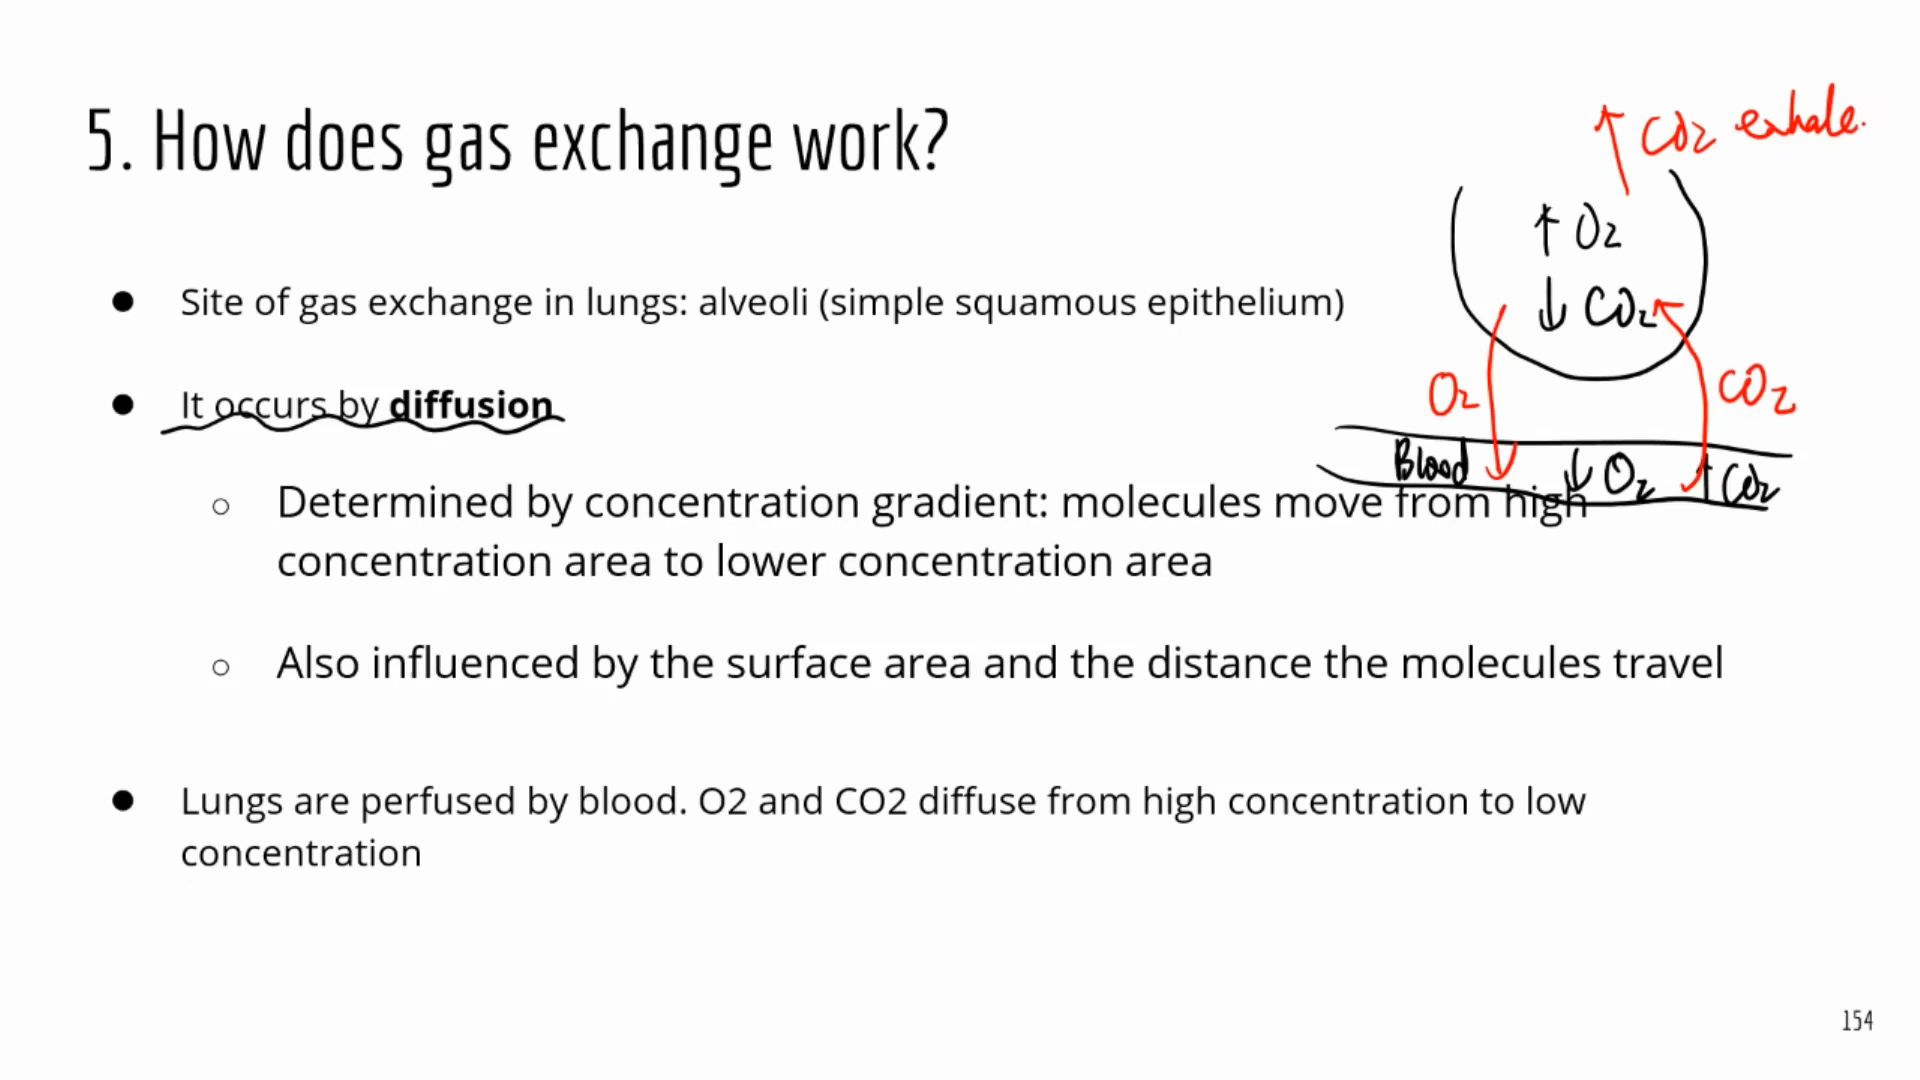 5. How does gas exchange work?
↑ CO2 exhale.
↑ O2
↓ CO2
● Site of gas exchange in lungs: alveoli (simple squamous epithelium)
● It occurs by diffusion
O2
CO2
Blood ↓ O2 ↑ CO2
○ Determined by concentration gradient: molecules move from high
concentration area to lower concentration area
○ Also influenced by the surface area and the distance the molecules travel
● Lungs are perfused by blood. O2 and CO2 diffuse from high concentration to low
concentration
154